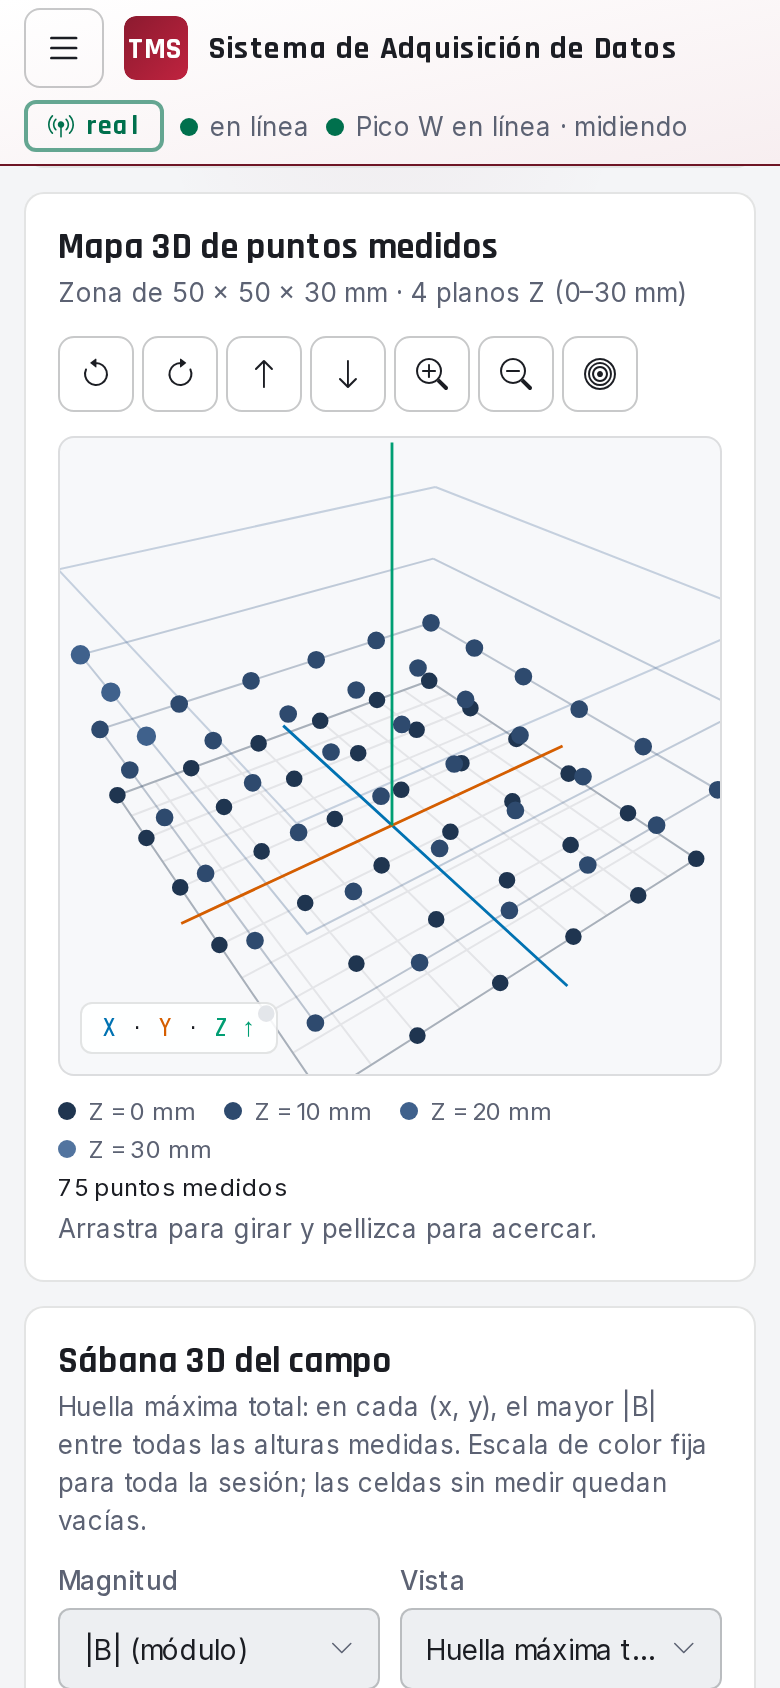 TMS Sistema de Adquisición de Datos
real en línea Pico W en línea · midiendo
Mapa 3D de puntos medidos
Zona de 50 × 50 × 30 mm · 4 planos Z (0–30 mm)
X · Y · Z ↑
Z = 0 mm Z = 10 mm Z = 20 mm
Z = 30 mm
75 puntos medidos
Arrastra para girar y pellizca para acercar.
Sábana 3D del campo
Huella máxima total: en cada (x, y), el mayor |B|
entre todas las alturas medidas. Escala de color fija
para toda la sesión; las celdas sin medir quedan
vacías.
Magnitud Vista
|B| (módulo) Huella máxima t...